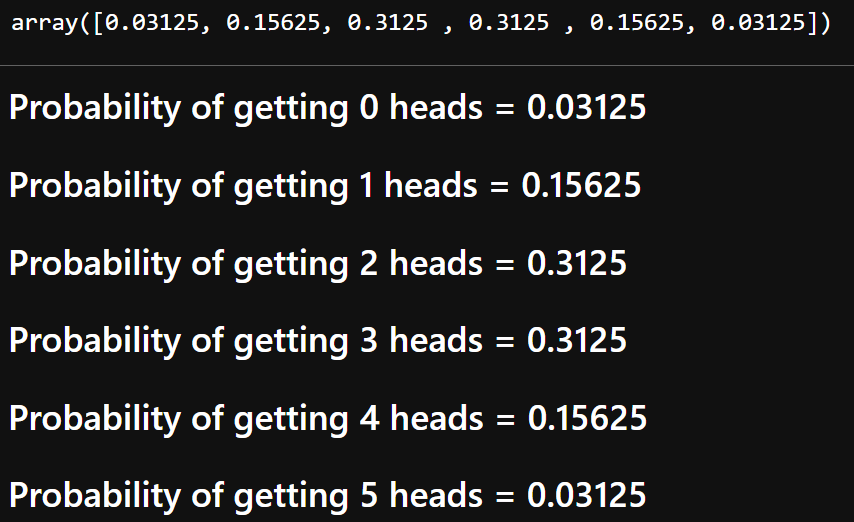 array([0.03125, 0.15625, 0.3125 , 0.3125 , 0.15625, 0.03125])
Probability of getting 0 heads = 0.03125
Probability of getting 1 heads = 0.15625
Probability of getting 2 heads = 0.3125
Probability of getting 3 heads = 0.3125
Probability of getting 4 heads = 0.15625
Probability of getting 5 heads = 0.03125